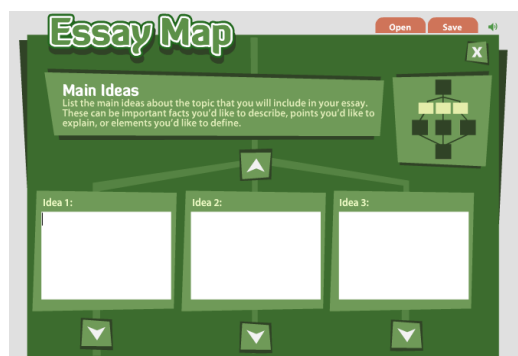 Essay Map
Open Save
X
Main Ideas
List the main ideas about the topic that you will include in your essay.
These can be important facts you'd like to describe, points you'd like to
explain, or elements you'd like to define.
Idea 1: Idea 2: Idea 3: